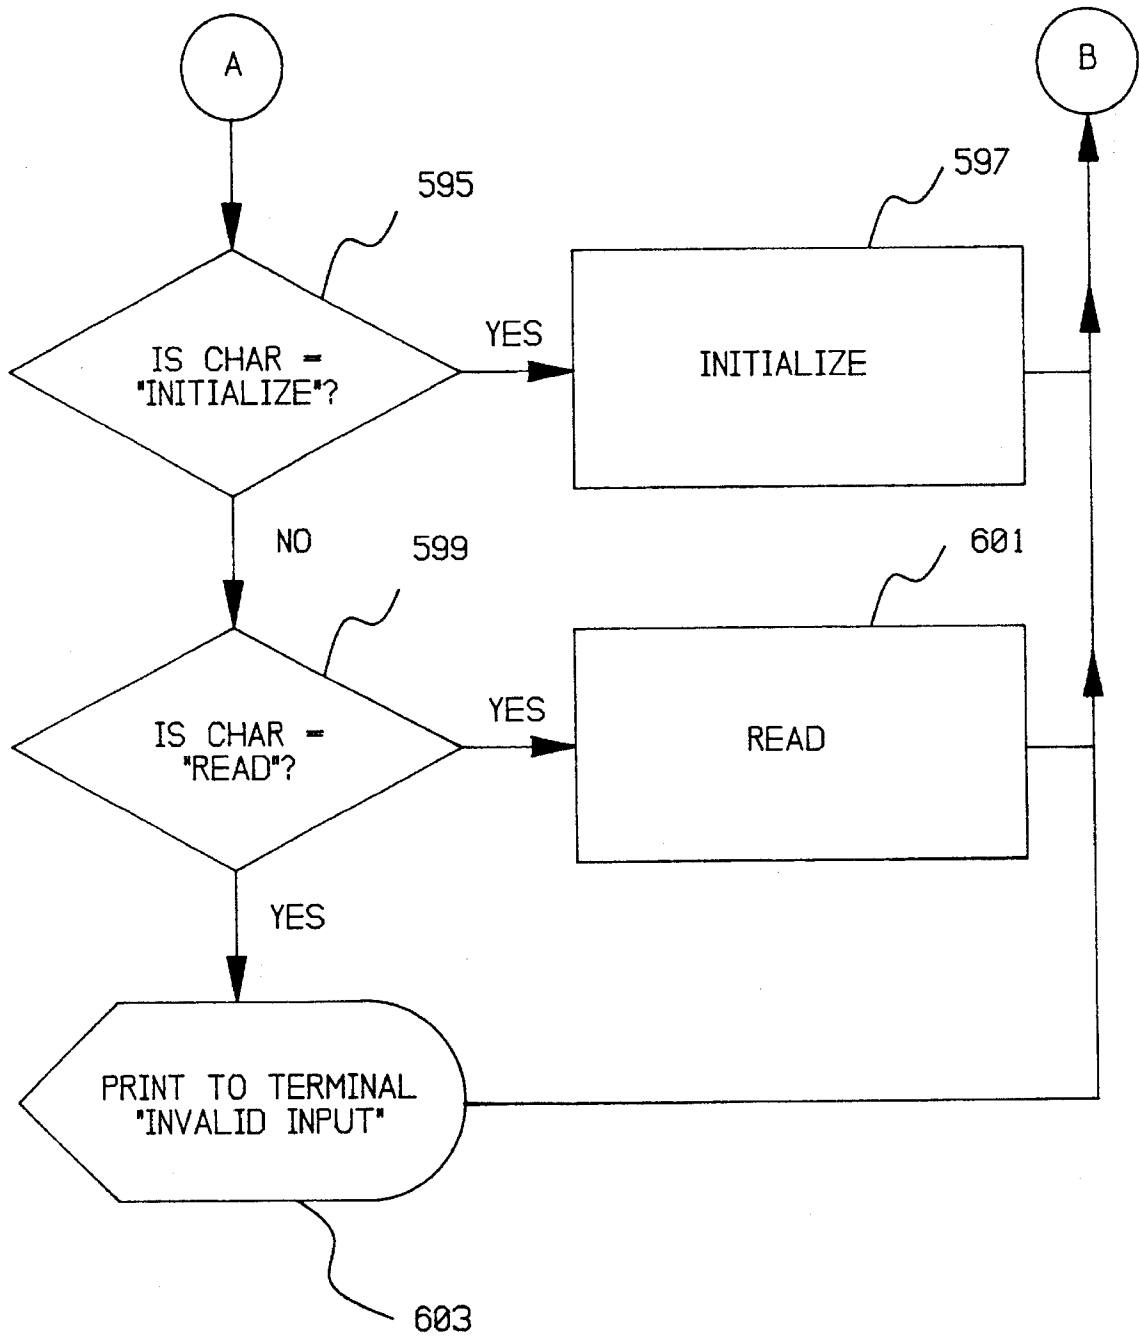 A
B
595
597
IS CHAR =
"INITIALIZE"?
YES
INITIALIZE
NO
599
601
IS CHAR =
"READ"?
YES
READ
YES
PRINT TO TERMINAL
"INVALID INPUT"
603